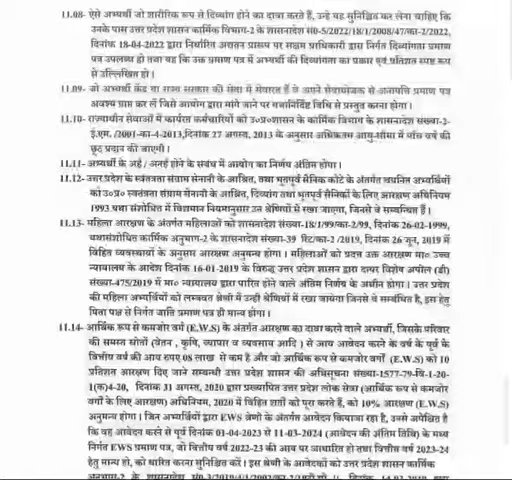 11.08- ऐसे अभ्यर्थी जो शारीरिक रूप से दिव्यांग होने का दावा करते हैं, उन्हें यह सुनिश्चित कर लेना चाहिए कि
उनके पास उत्तर प्रदेश शासन कार्मिक विभाग-2 के शासनादेश सं0-5/2022/18/1/2008/47/का-2/2022,
दिनांक 18-04-2022 द्वारा निर्धारित अद्यतन प्रारूप पर सक्षम प्राधिकारी द्वारा निर्गत दिव्यांगता प्रमाण
पत्र उपलब्ध हो तथा यह कि उक्त प्रमाण पत्र में अभ्यर्थी की दिव्यांगता का प्रकार एवं प्रतिशत स्पष्ट रूप
से उल्लिखित हो।
11.09- जो अभ्यर्थी केंद्र या राज्य सरकार की सेवा में सेवारत हैं वे अपने सेवायोजक से अनापत्ति प्रमाण पत्र
अवश्य प्राप्त कर लें जिसे आयोग द्वारा मांगे जाने पर यथानिर्दिष्ट विधि से प्रस्तुत करना होगा।
11.10- राज्याधीन सेवाओं में कार्यरत कर्मचारियों को उ०प्र०शासन के कार्मिक विभाग के शासनादेश संख्या-2-
ई.एम. /2001-का-4-2013,दिनांक 27 अगस्त, 2013 के अनुसार अधिकतम आयु-सीमा में पाँच वर्ष की
छूट प्रदान की जाएगी।
11.11- अभ्यर्थी के अर्ह / अनर्ह होने के संबंध में आयोग का निर्णय अंतिम होगा।
11.12- उत्तर प्रदेश के स्वतंत्रता संग्राम सेनानी के आश्रित, तथा भूतपूर्व सैनिक कोटे के अंतर्गत चयनित अभ्यर्थियों
को उ0प्र0 स्वतंत्रता संग्राम सेनानी के आश्रित, दिव्यांग तथा भूतपूर्व सैनिकों के लिए आरक्षण अधिनियम
1993 यथा संशोधित में विद्यमान नियमानुसार उन श्रेणियों में रखा जाएगा, जिनसे वे सम्बन्धित हैं।
11.13- महिला आरक्षण के अंतर्गत महिलाओं को शासनादेश संख्या-18/1/99/का-2/99, दिनांक 26-02-1999,
यथासंशोधित कार्मिक अनुभाग-2 के शासनादेश संख्या-39 रिट/का-2 /2019, दिनांक 26 जून, 2019 में
विहित व्यवस्थाओं के अनुसार आरक्षण अनुमन्य होगा। महिलाओं को प्रदत्त उक्त आरक्षण मा० उच्च
न्यायालय के आदेश दिनांक 16-01-2019 के विरुद्ध उत्तर प्रदेश शासन द्वारा दायर विशेष अपील (डी)
संख्या-475/2019 में मा० न्यायालय द्वारा पारित होने वाले अंतिम निर्णय के अधीन होगा। उत्तर प्रदेश
की महिला अभ्यर्थियों को लम्बवत श्रेणी में उन्हीं श्रेणियों में रखा जायेगा जिनसे वे सम्बंधित है, इस हेतु
पिता पक्ष से निर्गत जाति प्रमाण पत्र ही मान्य होगा।
11.14- आर्थिक रूप से कमजोर वर्ग (E.W.S) के अंतर्गत आरक्षण का दावा करने वाले अभ्यर्थी, जिसके परिवार
की समस्त स्रोतों (वेतन , कृषि, व्यापार व व्यवसाय आदि ) से आय आवेदन करने के वर्ष के पूर्व के
वित्तीय वर्ष की आय रुपए 08 लाख से कम है और जो आर्थिक रूप से कमजोर वर्गों (E.W.S) को 10
प्रतिशत आरक्षण दिए जाने सम्बन्धी उत्तर प्रदेश शासन की अधिसूचना संख्या-1577-79-वि-1-20-
1(क)4-20, दिनांक 31 अगस्त, 2020 द्वारा प्रख्यापित उत्तर प्रदेश लोक सेवा (आर्थिक रूप से कमजोर
वर्गों के लिए आरक्षण) अधिनियम, 2020 में विहित शर्तों को पूरा करते हैं, को 10% आरक्षण (E.W.S)
अनुमन्य होगा। जिन अभ्यर्थियों द्वारा EWS श्रेणी के अंतर्गत आवेदन किया जा रहा है, उनसे अपेक्षित है
कि वह आवेदन करने से पूर्व दिनांक 01-04-2023 से 11-03-2024 (आवेदन की अंतिम तिथि) के मध्य
निर्गत EWS प्रमाण पत्र, जो वित्तीय वर्ष 2022-23 की आय पर आधारित हो तथा वित्तीय वर्ष 2023-24
हेतु मान्य हो, को धारित करना सुनिश्चित करें। इस श्रेणी के आवेदकों को उत्तर प्रदेश शासन कार्मिक
अनुभाग-2 के शासनादेश